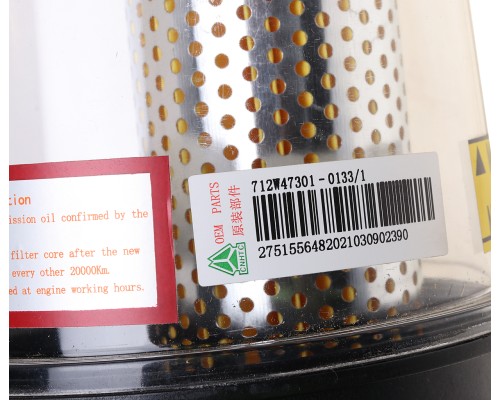 ction
ission oil confirmed by the
filter core after the new
every other 20000Km.
ed at engine working hours.
OEM PARTS
原装部件
CNHTC
712W47301-0133/1
2751556482021030902390